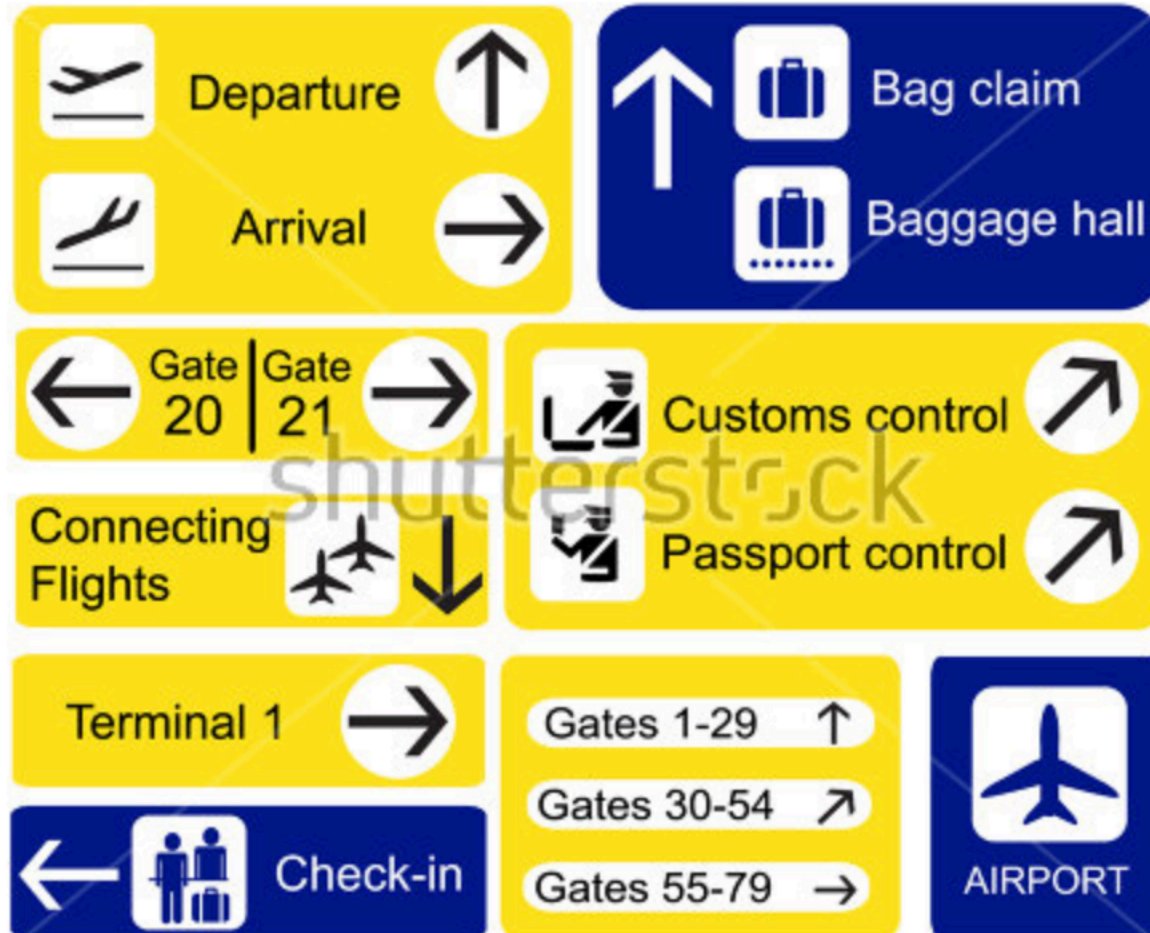 Departure
Arrival
Bag claim
Baggage hall
Gate
20
Gate
21
Customs control
Passport control
Connecting
Flights
shutterstock
Terminal 1
Gates 1-29
Gates 30-54
Gates 55-79
Check-in
AIRPORT